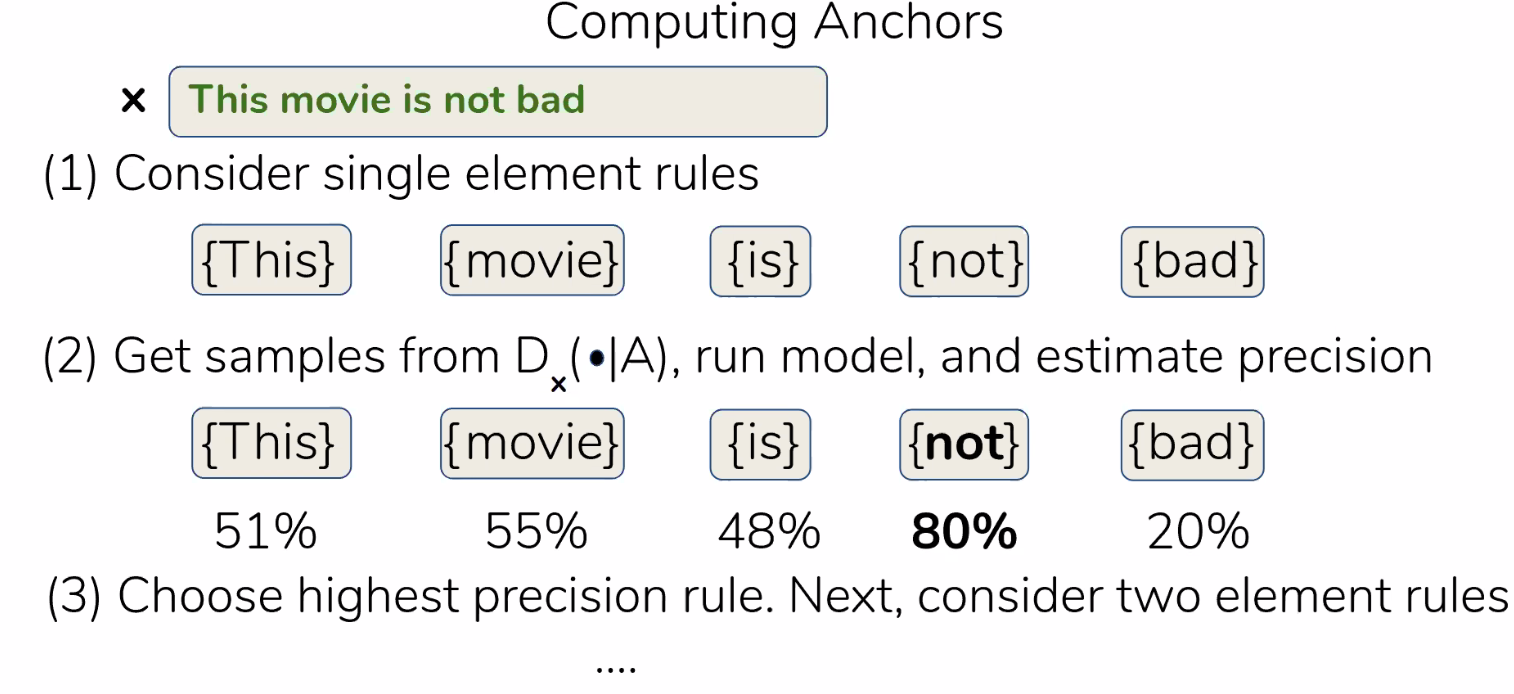 Computing Anchors
x This movie is not bad
(1) Consider single element rules
{This} {movie} {is} {not} {bad}
(2) Get samples from Dx(•|A), run model, and estimate precision
{This} {movie} {is} {not} {bad}
51% 55% 48% 80% 20%
(3) Choose highest precision rule. Next, consider two element rules
....